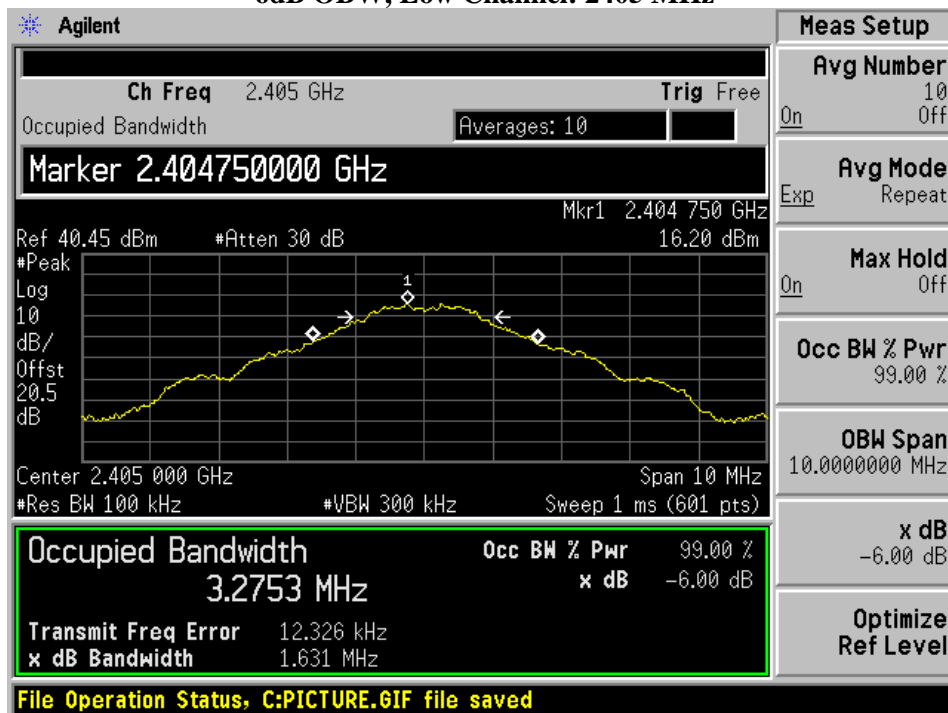 6dB OBW, Low Channel: 2405 MHz
Agilent
Meas Setup
Ch Freq 2.405 GHz Trig Free
Occupied Bandwidth Averages: 10
Marker 2.404750000 GHz
Mkr1 2.404 750 GHz
Ref 40.45 dBm #Atten 30 dB 16.20 dBm
#Peak
Log
10
dB/
Offst
20.5
dB
1
Center 2.405 000 GHz Span 10 MHz
#Res BW 100 kHz #VBW 300 kHz Sweep 1 ms (601 pts)
Occupied Bandwidth Occ BW % Pwr 99.00 %
3.2753 MHz x dB -6.00 dB
Transmit Freq Error 12.326 kHz
x dB Bandwidth 1.631 MHz
File Operation Status, C:PICTURE.GIF file saved
Avg Number
10
On Off
Avg Mode
Exp Repeat
Max Hold
On Off
Occ BW % Pwr
99.00 %
OBW Span
10.0000000 MHz
x dB
-6.00 dB
Optimize
Ref Level